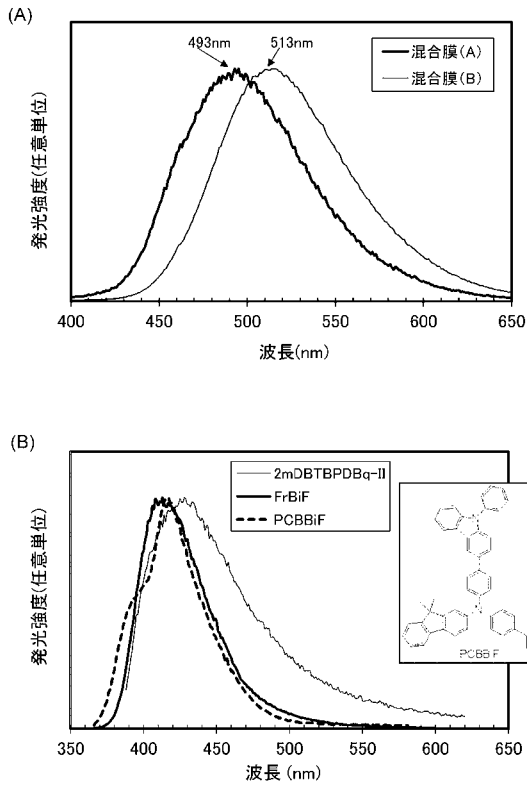 (A)
493nm
513nm
混合膜(A)
混合膜(B)
発光強度(任意単位)
400
450
500
550
600
650
波長(nm)
(B)
2mDBTBPDBq-II
FrBiF
PCBBiF
発光強度(任意単位)
PCBBiF
350
400
450
500
550
600
650
波長 (nm)